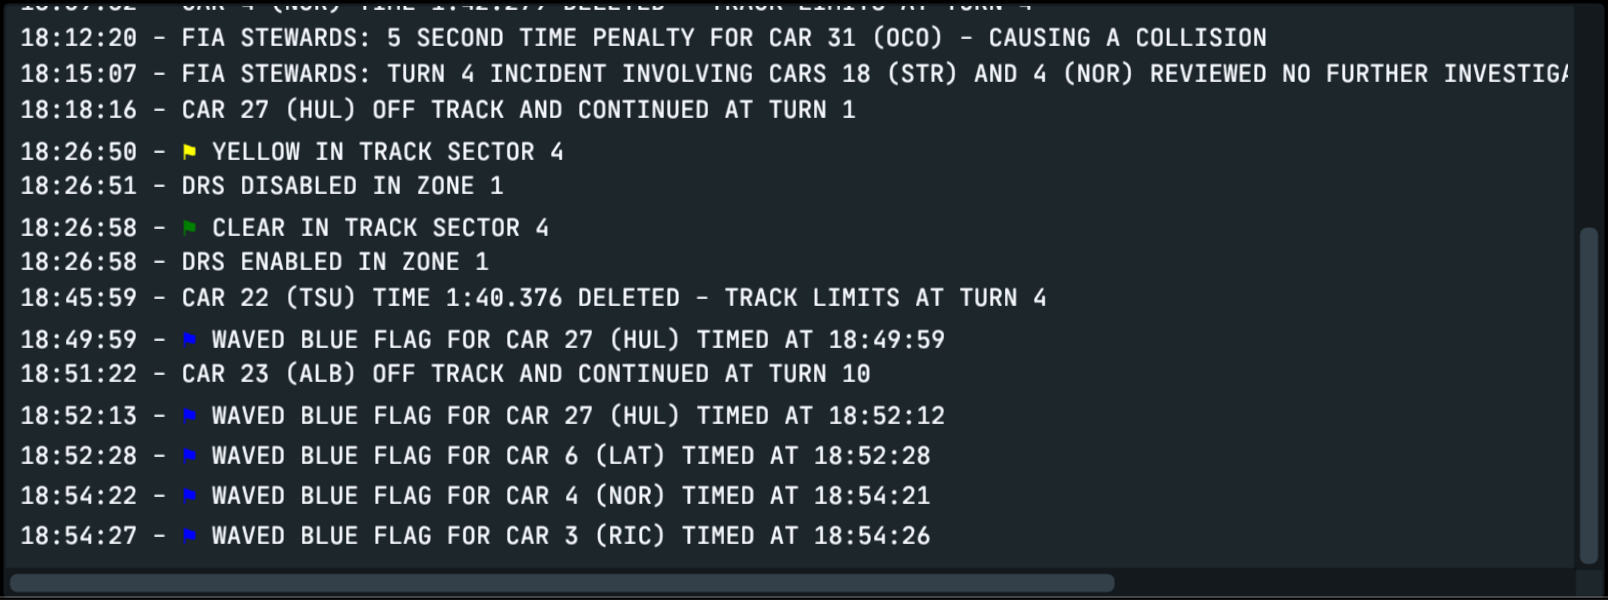 CAR 4 (NOR) TIME 1:42.277 DELETED - TRACK LIMITS AT TURN 4
18:12:20 - FIA STEWARDS: 5 SECOND TIME PENALTY FOR CAR 31 (OCO) - CAUSING A COLLISION
18:15:07 - FIA STEWARDS: TURN 4 INCIDENT INVOLVING CARS 18 (STR) AND 4 (NOR) REVIEWED NO FURTHER INVESTIGA
18:18:16 - CAR 27 (HUL) OFF TRACK AND CONTINUED AT TURN 1
18:26:50 - YELLOW IN TRACK SECTOR 4
18:26:51 - DRS DISABLED IN ZONE 1
18:26:58 - CLEAR IN TRACK SECTOR 4
18:26:58 - DRS ENABLED IN ZONE 1
18:45:59 - CAR 22 (TSU) TIME 1:40.376 DELETED - TRACK LIMITS AT TURN 4
18:49:59 - WAVED BLUE FLAG FOR CAR 27 (HUL) TIMED AT 18:49:59
18:51:22 - CAR 23 (ALB) OFF TRACK AND CONTINUED AT TURN 10
18:52:13 - WAVED BLUE FLAG FOR CAR 27 (HUL) TIMED AT 18:52:12
18:52:28 - WAVED BLUE FLAG FOR CAR 6 (LAT) TIMED AT 18:52:28
18:54:22 - WAVED BLUE FLAG FOR CAR 4 (NOR) TIMED AT 18:54:21
18:54:27 - WAVED BLUE FLAG FOR CAR 3 (RIC) TIMED AT 18:54:26